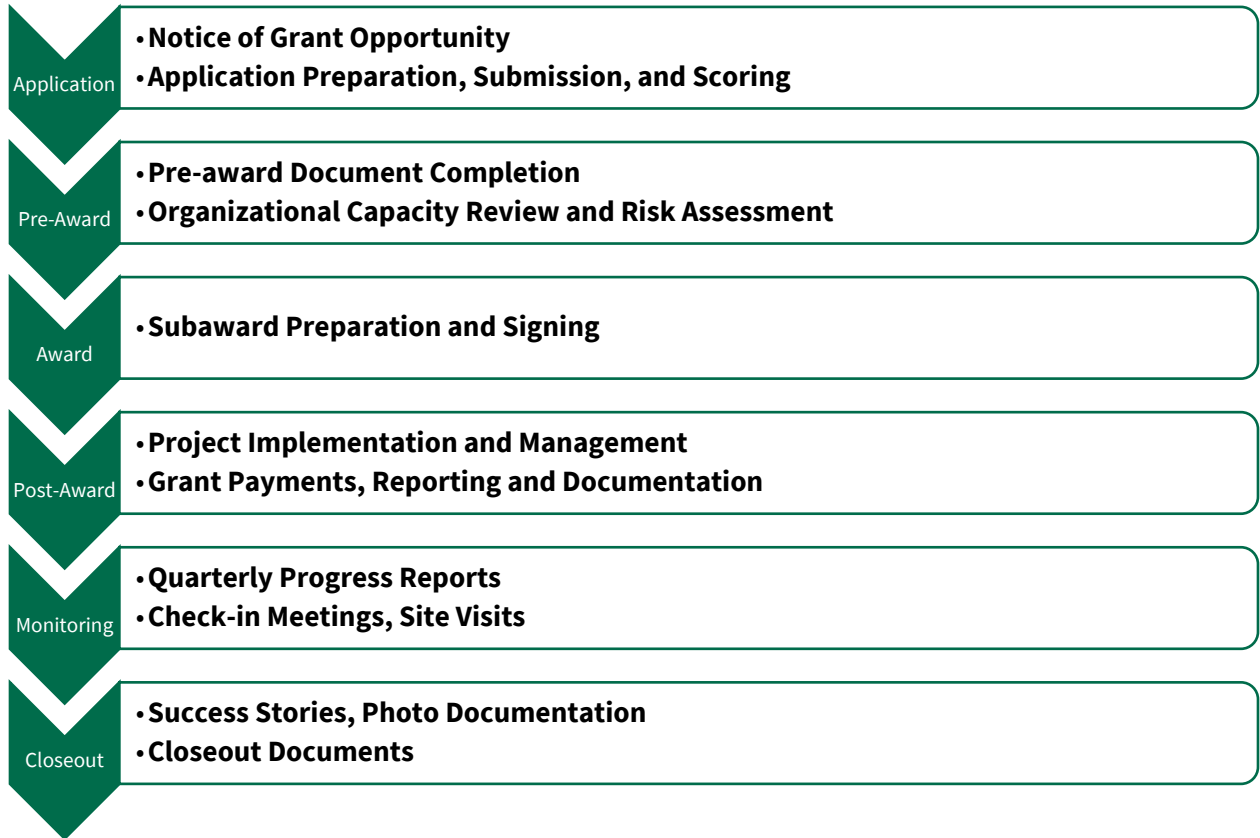 Application
•Notice of Grant Opportunity
•Application Preparation, Submission, and Scoring
Pre-Award
•Pre-award Document Completion
•Organizational Capacity Review and Risk Assessment
Award
•Subaward Preparation and Signing
Post-Award
•Project Implementation and Management
•Grant Payments, Reporting and Documentation
Monitoring
•Quarterly Progress Reports
•Check-in Meetings, Site Visits
Closeout
•Success Stories, Photo Documentation
•Closeout Documents